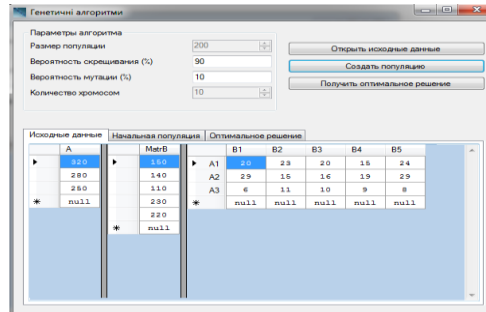 Генетичні алгоритми
Параметры алгоритма
Размер популяции 200
Вероятность скрещивания (%) 90
Вероятность мутации (%) 10
Количество хромосом 10
Открыть исходные данные
Создать популяцию
Получить оптимальное решение
Исходные данные Начальная популяция Оптимальное решение
A MatrB B1 B2 B3 B4 B5
320 150 A1 20 23 20 15 24
280 140 A2 29 15 16 19 29
250 110 A3 6 11 10 9 8
null 230 null null null null null
220
null